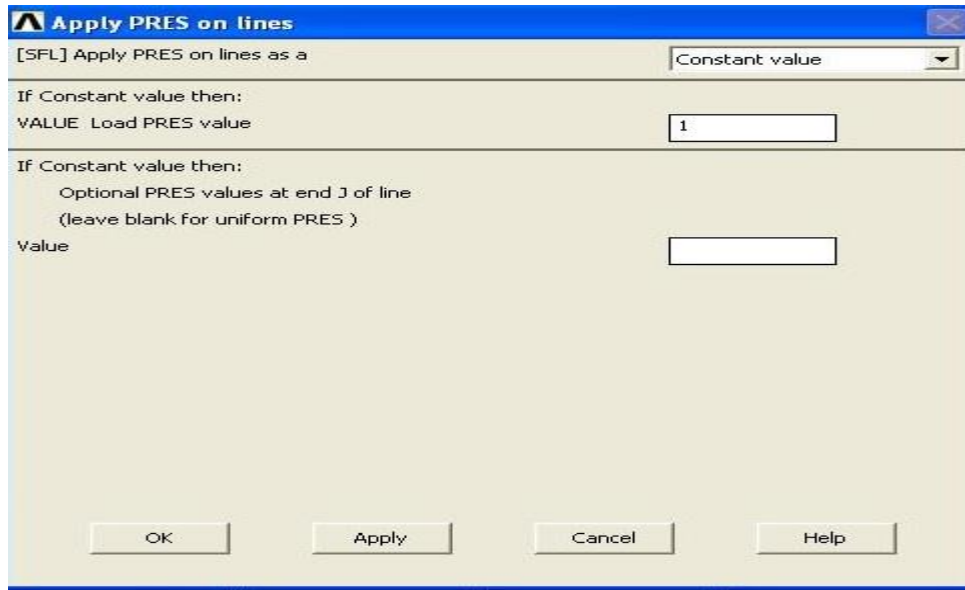 Apply PRES on lines
[SFL] Apply PRES on lines as a Constant value
If Constant value then:
VALUE Load PRES value 1
If Constant value then:
Optional PRES values at end J of line
(leave blank for uniform PRES )
Value
OK Apply Cancel Help